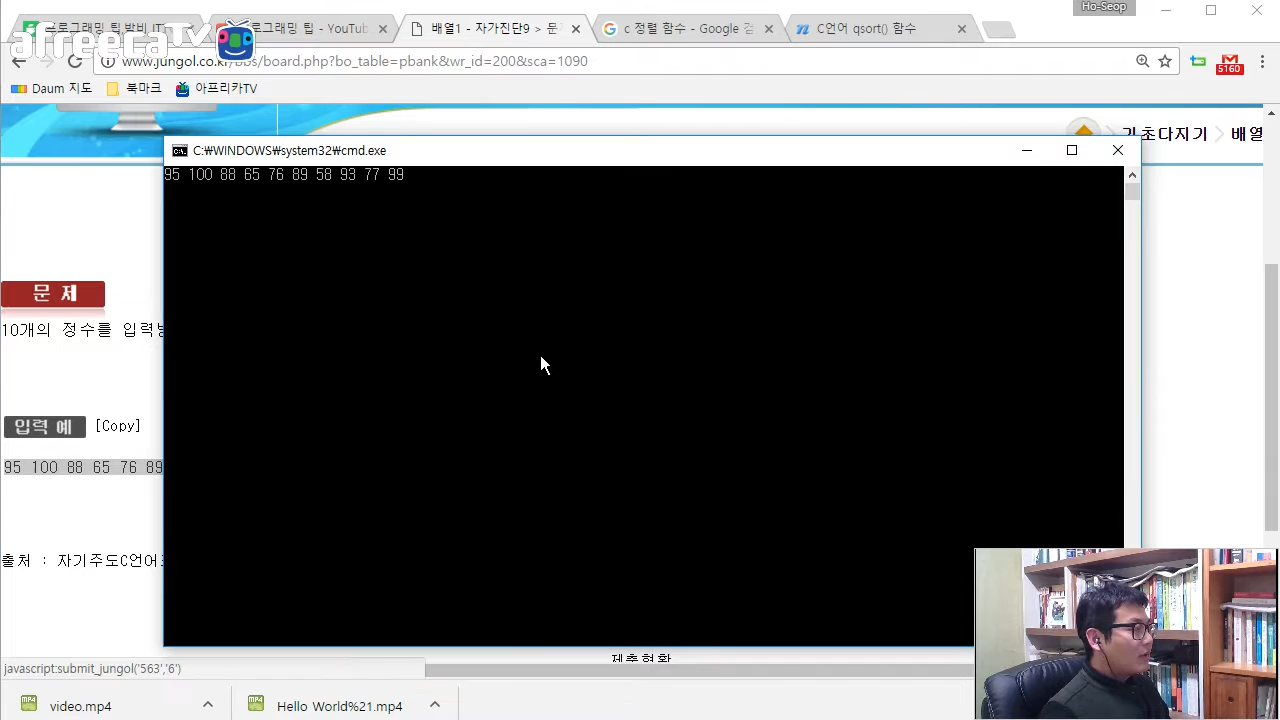 Ho-Seop
프로그래밍 팁,발비
로그래밍 팁 - YouTub
배열1 - 자가진단9 > 문
c 정렬 함수 - Google 검
C언어 qsort() 함수
afreecaTV
www.jungol.co.kr/bbs/board.php?bo_table=pbank&wr_id=200&sca=1090
5160
Daum 지도
북마크
아프리카TV
기초다지기
배열
C:₩WINDOWS₩system32₩cmd.exe
95 100 88 65 76 89 58 93 77 99
문 제
10개의 정수를 입력받
입력 예
[Copy]
95 100 88 65 76 89
출처 : 자기주도C언어
제출현황
javascript:submit_jungol('563','6')
video.mp4
Hello World%21.mp4